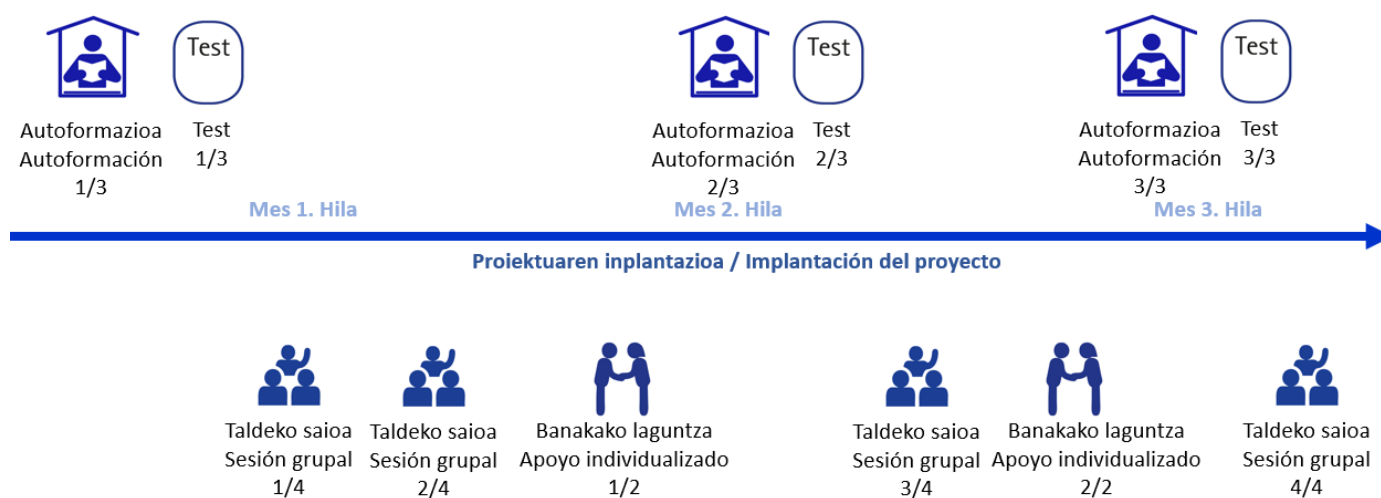 Test
Autoformazioa
Autoformación
1/3
Test
1/3
Test
Autoformazioa
Autoformación
2/3
Test
2/3
Test
Autoformazioa
Autoformación
3/3
Test
3/3
Mes 1. Hila
Mes 2. Hila
Mes 3. Hila
Proiektuaren inplantazioa / Implantación del proyecto
Taldeko saioa
Sesión grupal
1/4
Taldeko saioa
Sesión grupal
2/4
Banakako laguntza
Apoyo individualizado
1/2
Taldeko saioa
Sesión grupal
3/4
Banakako laguntza
Apoyo individualizado
2/2
Taldeko saioa
Sesión grupal
4/4